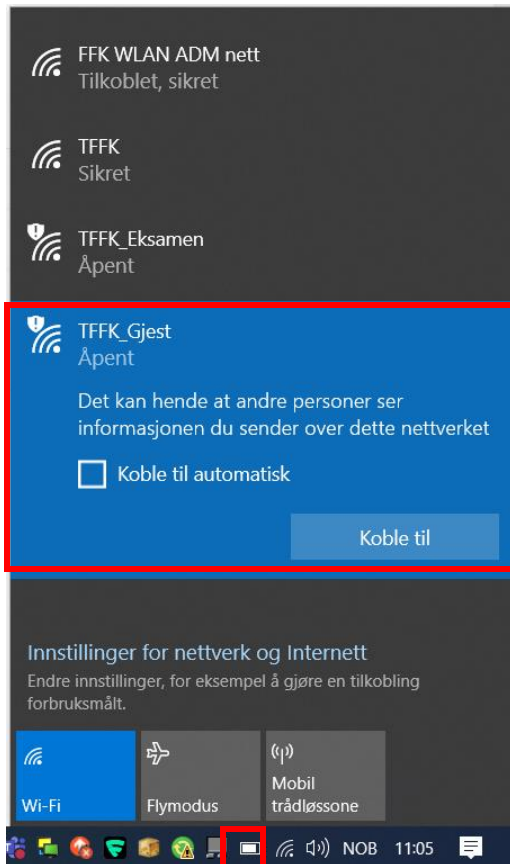 FFK WLAN ADM nett
Tilkoblet, sikret
TFFK
Sikret
TFFK_Eksamen
Åpent
TFFK_Gjest
Åpent
Det kan hende at andre personer ser
informasjonen du sender over dette nettverket
Koble til automatisk
Koble til
Innstillinger for nettverk og Internett
Endre innstillinger, for eksempel å gjøre en tilkobling
forbruksmålt.
Wi-Fi
Flymodus
Mobil
trådløssone
NOB 11:05